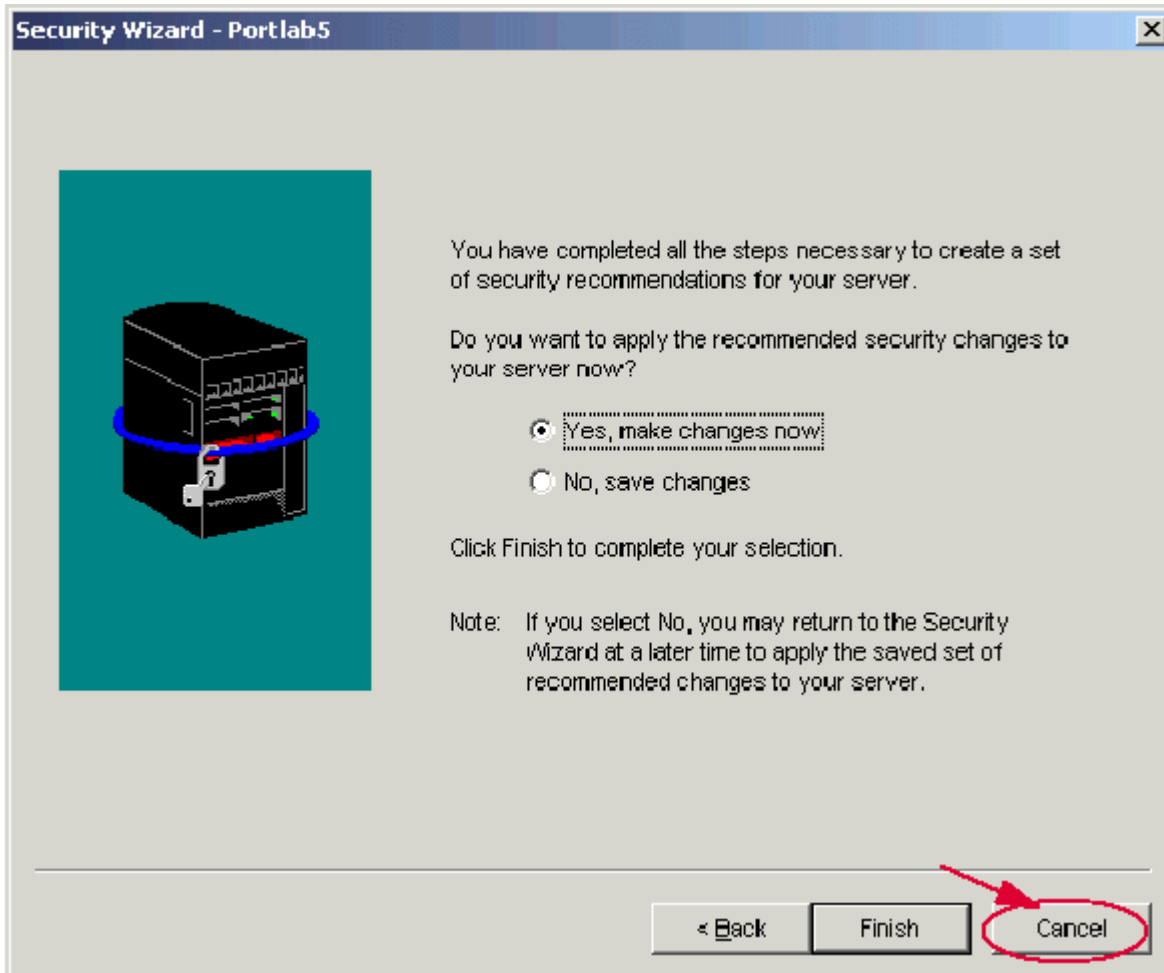 Security Wizard - Portlab5
You have completed all the steps necessary to create a set
of security recommendations for your server.
Do you want to apply the recommended security changes to
your server now?
Yes, make changes now
No, save changes
Click Finish to complete your selection.
Note: If you select No, you may return to the Security
Wizard at a later time to apply the saved set of
recommended changes to your server.
< Back Finish Cancel